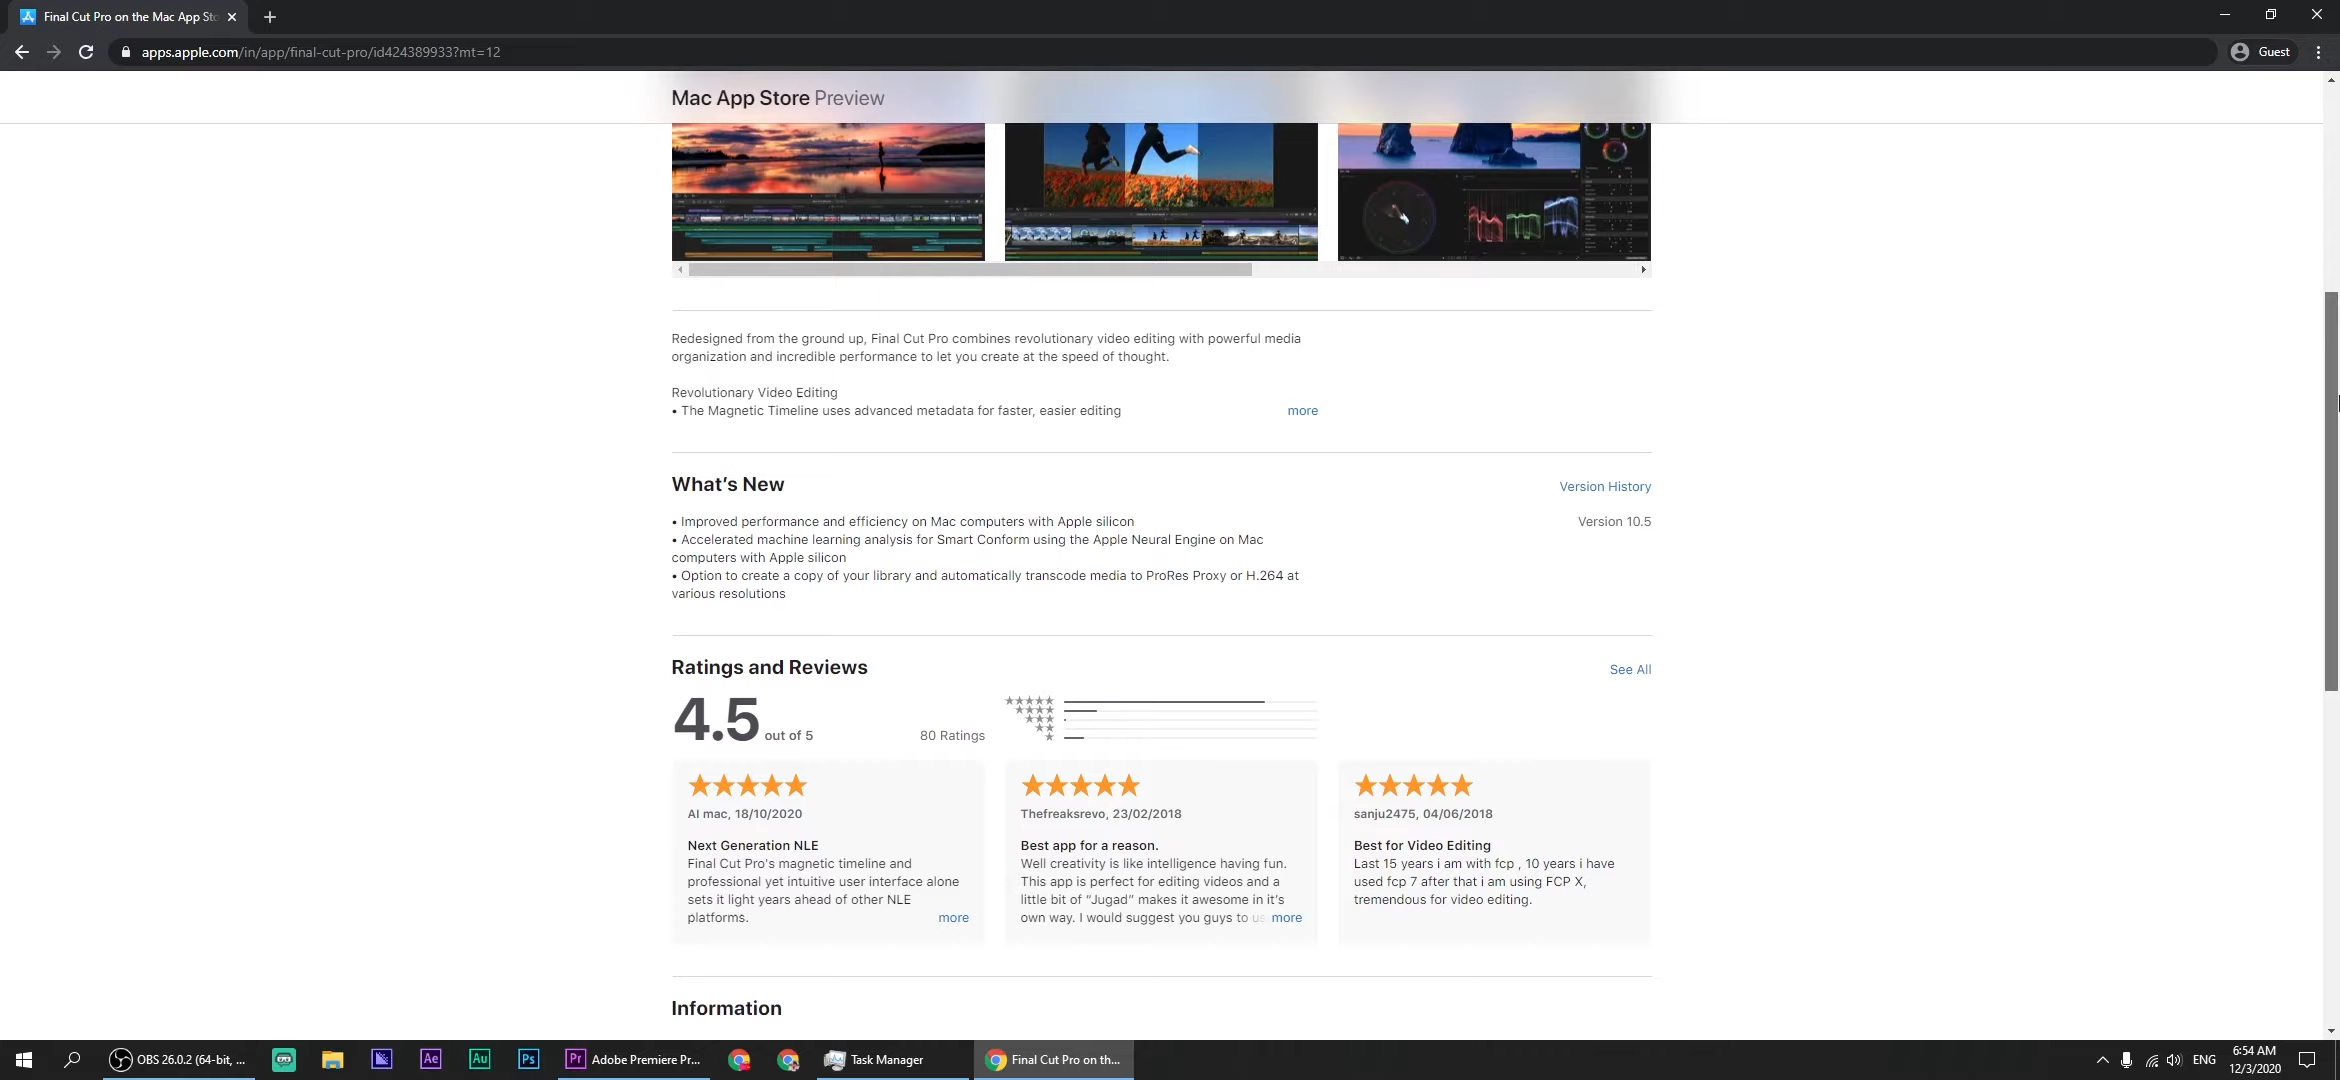 Final Cut Pro on the Mac App Sto
apps.apple.com/in/app/final-cut-pro/id424389933?mt=12
Guest
Mac App Store Preview
Redesigned from the ground up, Final Cut Pro combines revolutionary video editing with powerful media
organization and incredible performance to let you create at the speed of thought.
Revolutionary Video Editing
• The Magnetic Timeline uses advanced metadata for faster, easier editing
more
What's New
Version History
• Improved performance and efficiency on Mac computers with Apple silicon
Version 10.5
• Accelerated machine learning analysis for Smart Conform using the Apple Neural Engine on Mac
computers with Apple silicon
• Option to create a copy of your library and automatically transcode media to ProRes Proxy or H.264 at
various resolutions
Ratings and Reviews
See All
4.5 out of 5
80 Ratings
AI mac, 18/10/2020
Next Generation NLE
Final Cut Pro's magnetic timeline and
professional yet intuitive user interface alone
sets it light years ahead of other NLE
platforms.
more
Thefreaksrevo, 23/02/2018
Best app for a reason.
Well creativity is like intelligence having fun.
This app is perfect for editing videos and a
little bit of “Jugad” makes it awesome in it’s
own way. I would suggest you guys to us more
sanju2475, 04/06/2018
Best for Video Editing
Last 15 years i am with fcp , 10 years i have
used fcp 7 after that i am using FCP X,
tremendous for video editing.
Information
OBS 26.0.2 (64-bit, ...
Ae
Au
Ps
Pr
Adobe Premiere Pr...
Task Manager
Final Cut Pro on th...
ENG
6:54 AM
12/3/2020